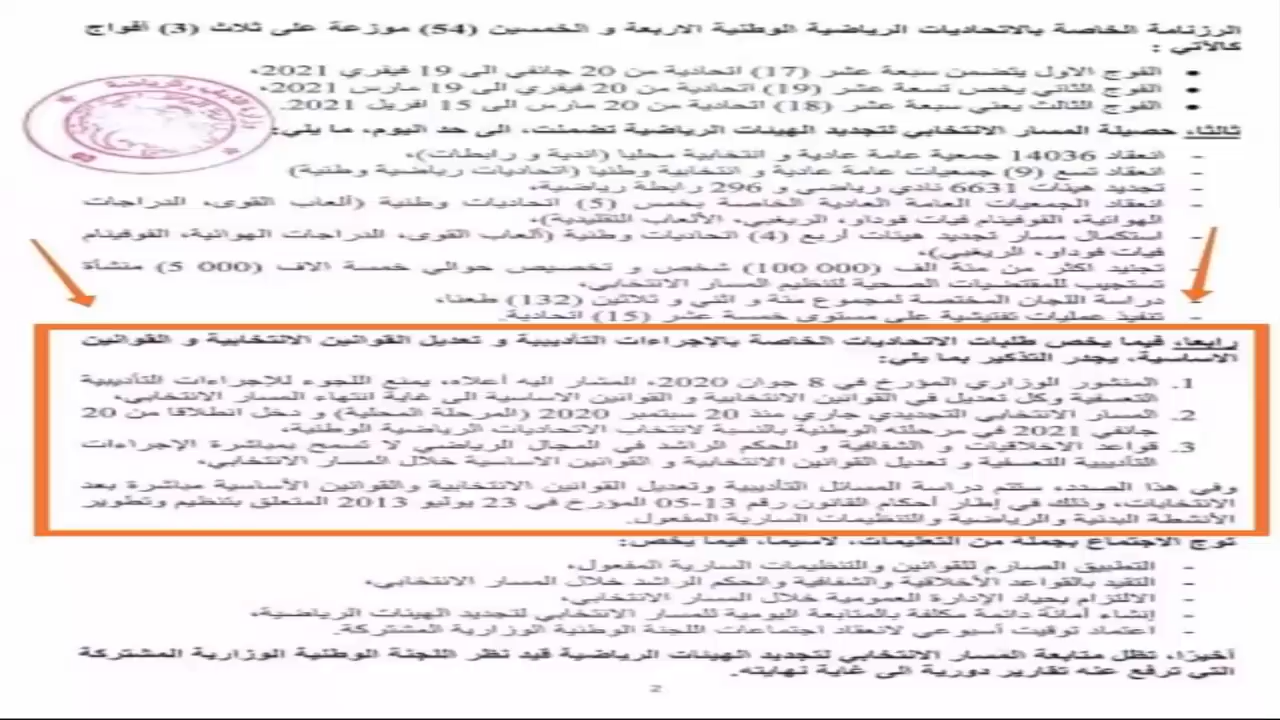 الرزنامة الخاصة بالاتحاديات الرياضية الوطنية الاربعة و الخمسين (54) موزعة على ثلاث (3) أفواج
كالآتي :
• الفوج الاول يتضمن سبعة عشر (17) اتحادية من 20 جانفي الى 19 فيفري 2021،
• الفوج الثاني يخص تسعة عشر (19) اتحادية من 20 فيفري الى 19 مارس 2021،
• الفوج الثالث يعني سبعة عشر (18) اتحادية من 20 مارس الى 15 افريل 2021.
ثالثا، حصيلة المسار الانتخابي لتجديد الهيئات الرياضية تضمنت، الى حد اليوم، ما يلي:
- انعقاد 14036 جمعية عامة عادية و انتخابية محليا (اندية و رابطات)،
- انعقاد تسع (9) جمعيات عامة عادية و انتخابية وطنيا (اتحاديات رياضية وطنية)
- تجديد هيئات 6631 نادي رياضي و 296 رابطة رياضية،
- انعقاد الجمعيات العامة العادية الخاصة بخمس (5) اتحاديات وطنية (ألعاب القوى، الدراجات
الهوائية، الفوفينام فيات فوداو، الريغبي، الألعاب التقليدية)،
- استكمال مسار تجديد هيئات أربع (4) اتحاديات وطنية (ألعاب القوى، الدراجات الهوائية، الفوفينام
فيات فوداو، الريغبي)،
- تجنيد اكثر من مئة الف (000 100) شخص و تخصيص حوالي خمسة الاف (000 5) منشأة
تستجيب للمقتضيات الصحية لتنظيم المسار الانتخابي،
- دراسة اللجان المختصة لمجموع مئة و اثني و ثلاثين (132) طعنا،
- تنفيذ عمليات تفتيشية على مستوى خمسة عشر (15) اتحادية.
رابعا، فيما يخص طلبات الاتحاديات الخاصة بالإجراءات التأديبية و تعديل القوانين الانتخابية و القوانين
الاساسية، يجدر التذكير بما يلي:
1. المنشور الوزاري المؤرخ في 8 جوان 2020، المشار اليه أعلاه، يمنع اللجوء للإجراءات التأديبية
التعسفية وكل تعديل في القوانين الانتخابية و القوانين الاساسية الى غاية انتهاء المسار الانتخابي،
2. المسار الانتخابي التجديدي جاري منذ 20 سبتمبر 2020 (المرحلة المحلية) و دخل انطلاقا من 20
جانفي 2021 في مرحلته الوطنية بالنسبة لانتخاب الاتحاديات الرياضية الوطنية،
3. قواعد الاخلاقيات و الشفافية و الحكم الراشد في المجال الرياضي لا تسمح بمباشرة الإجراءات
التأديبية التعسفية و تعديل القوانين الانتخابية و القوانين الاساسية خلال المسار الانتخابي،
وفي هذا الصدد، ستتم دراسة المسائل التأديبية وتعديل القوانين الانتخابية والقوانين الأساسية مباشرة بعد
الانتخابات، وذلك في إطار أحكام القانون رقم 13-05 المؤرخ في 23 يوليو 2013 المتعلق بتنظيم وتطوير
الأنشطة البدنية والرياضية والتنظيمات السارية المفعول.
توج الاجتماع بجملة من التعليمات، لاسيما، فيما يخص:
- التطبيق الصارم للقوانين والتنظيمات السارية المفعول،
- التقيد بالقواعد الأخلاقية والشفافية والحكم الراشد خلال المسار الانتخابي،
- الالتزام بحياد الإدارة العمومية خلال المسار الانتخابي،
- إنشاء أمانة دائمة مكلفة بالمتابعة اليومية للمسار الانتخابي لتجديد الهيئات الرياضية،
- اعتماد توقيت أسبوعي لانعقاد اجتماعات اللجنة الوطنية الوزارية المشتركة.
أخيرا، تظل متابعة المسار الانتخابي لتجديد الهيئات الرياضية قيد نظر اللجنة الوطنية الوزارية المشتركة
التي ترفع عنه تقارير دورية الى غاية نهايته.
2